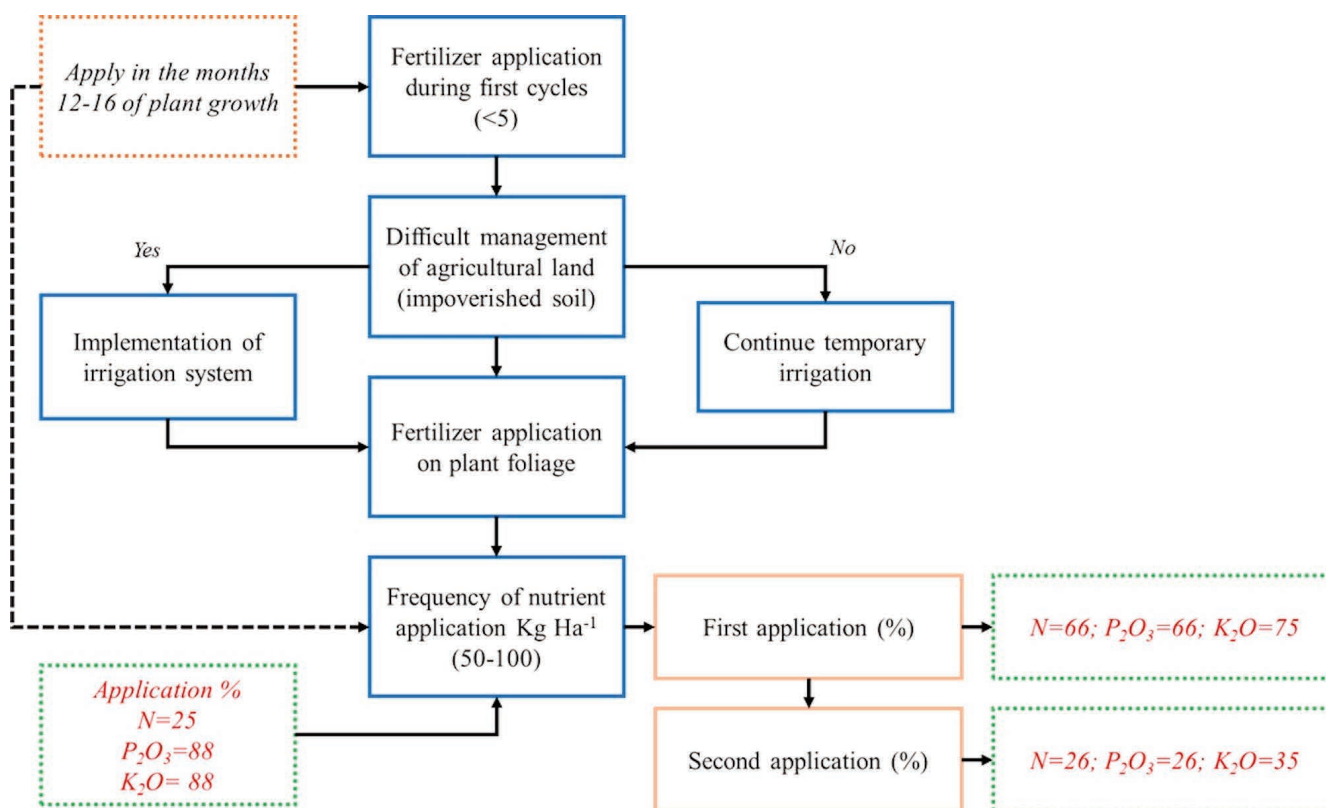 Apply in the months
12-16 of plant growth
Fertilizer application
during first cycles
(<5)
Yes
Difficult management
of agricultural land
(impoverished soil)
No
Implementation of
irrigation system
Continue temporary
irrigation
Fertilizer application
on plant foliage
Frequency of nutrient
application Kg Ha⁻¹
(50-100)
First application (%)
N=66; P₂O₃=66; K₂O=75
Application %
N=25
P₂O₃=88
K₂O= 88
Second application (%)
N=26; P₂O₃=26; K₂O=35